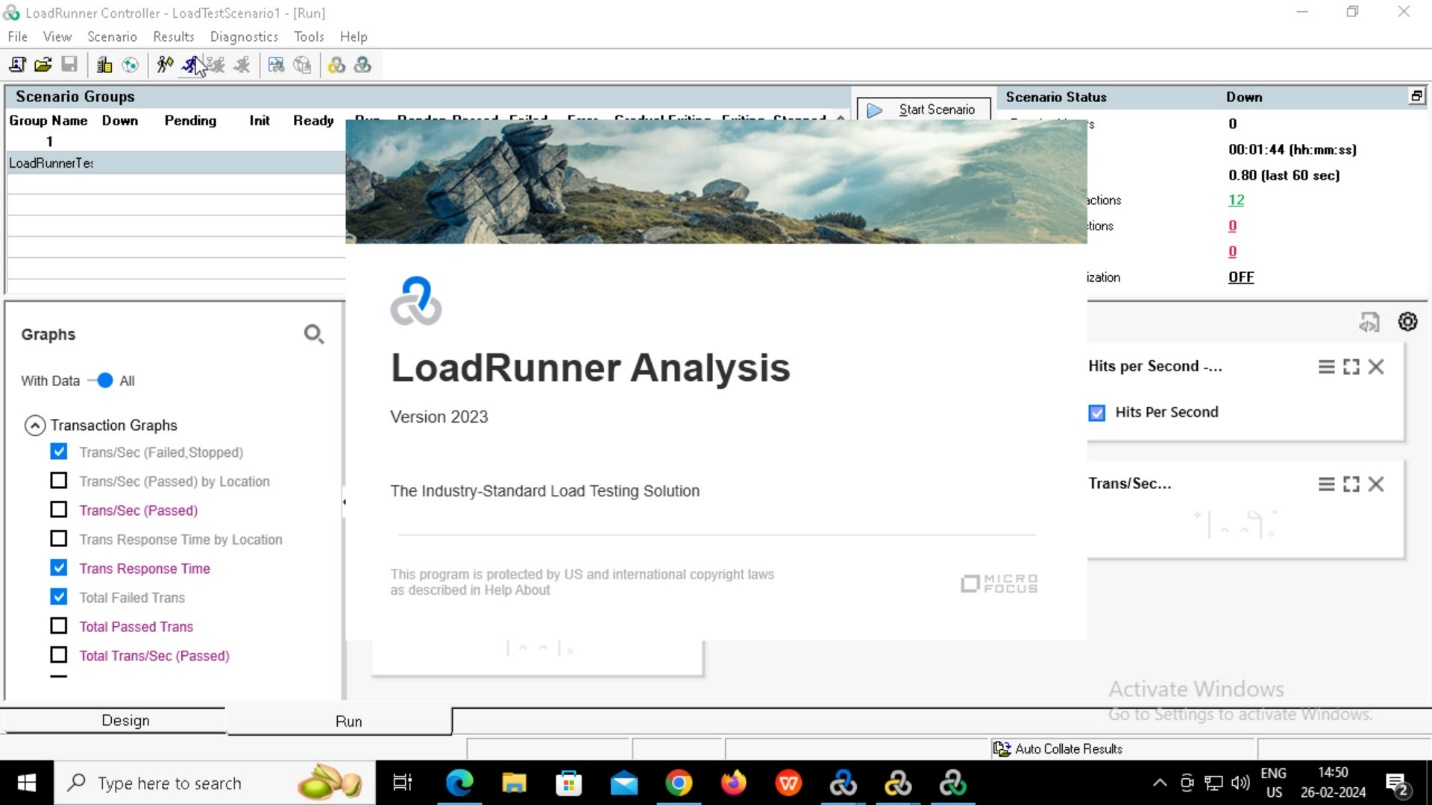 LoadRunner Controller - LoadTestScenario1 - [Run]
File View Scenario Results Diagnostics Tools Help
Scenario Groups
Start Scenario
Scenario Status Down
Group Name Down Pending Init Ready
1
LoadRunnerTes
0
00:01:44 (hh:mm:ss)
0.80 (last 60 sec)
12
0
0
OFF
LoadRunner Analysis
Version 2023
The Industry-Standard Load Testing Solution
This program is protected by US and international copyright laws
as described in Help About
MICRO
FOCUS
Graphs
With Data All
Transaction Graphs
Trans/Sec (Failed,Stopped)
Trans/Sec (Passed) by Location
Trans/Sec (Passed)
Trans Response Time by Location
Trans Response Time
Total Failed Trans
Total Passed Trans
Total Trans/Sec (Passed)
Hits per Second -...
Hits Per Second
Trans/Sec...
Activate Windows
Go to Settings to activate Windows.
Design Run
Auto Collate Results
Type here to search
ENG
US
14:50
26-02-2024
2